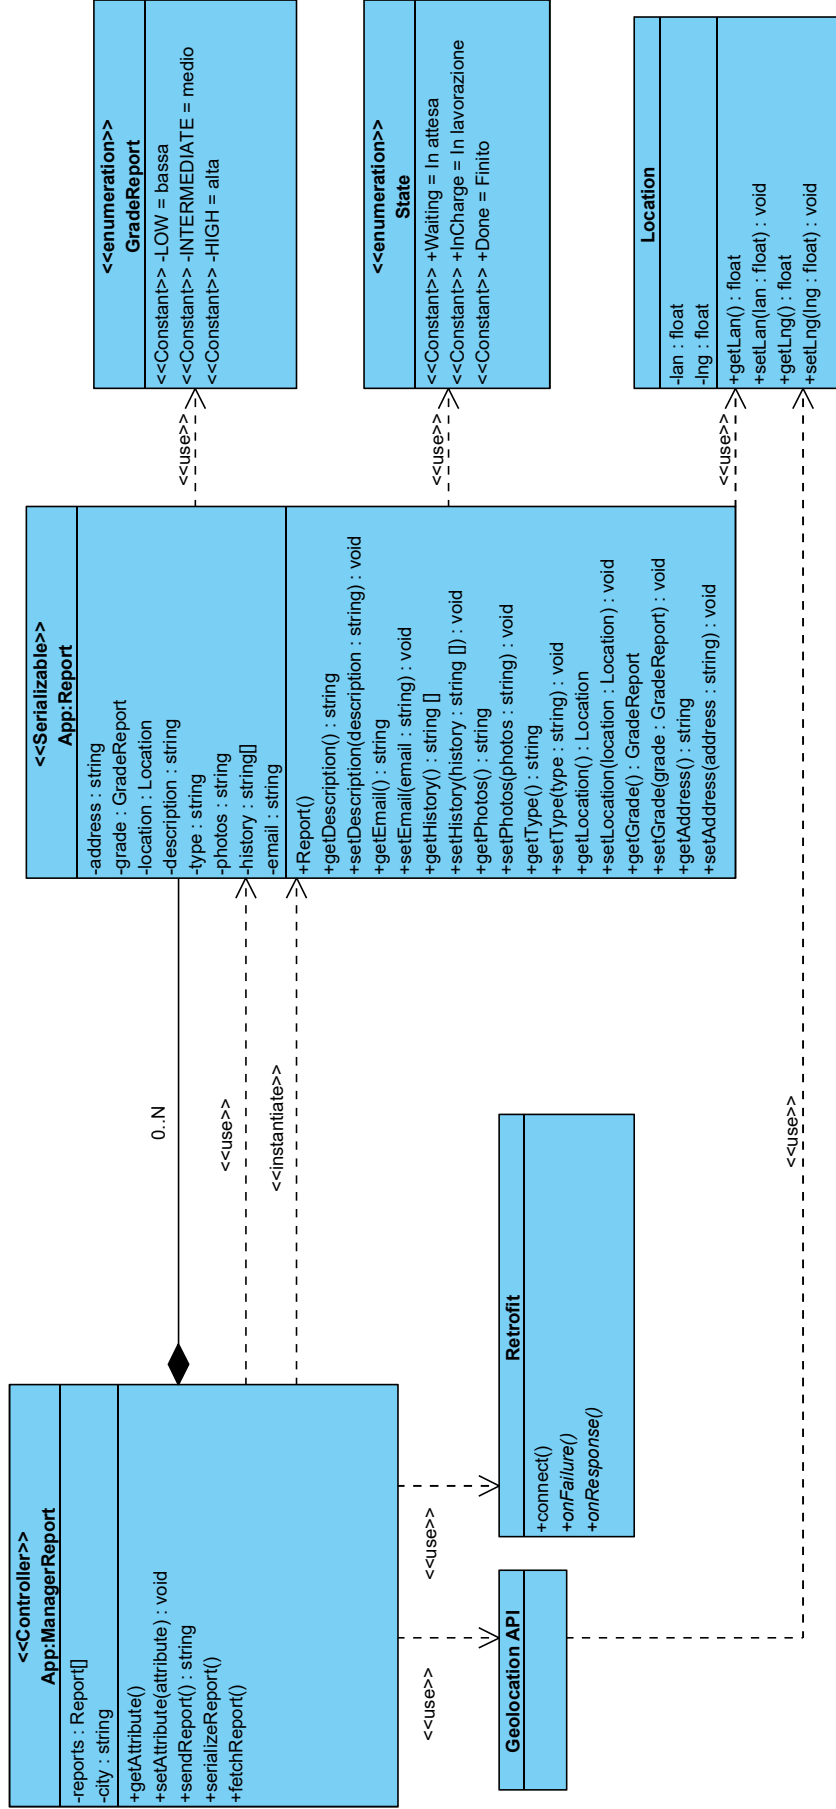 <<Controller>>
App:ManagerReport
-reports : Report[]
-city : string
+getAttribute()
+setAttribute(attribute) : void
+sendReport() : string
+serializeReport()
+fetchReport()
0..N
<<use>>
<<instantiate>>
<<Serializable>>
App:Report
-address : string
-grade : GradeReport
-location : Location
-description : string
-type : string
-photos : string
-history : string[]
-email : string
+Report()
+getDescription() : string
+setDescription(description : string) : void
+getEmail() : string
+setEmail(email : string) : void
+getHistory() : string []
+setHistory(history : string []) : void
+getPhotos() : string
+setPhotos(photos : string) : void
+getType() : string
+setType(type : string) : void
+getLocation() : Location
+setLocation(location : Location) : void
+getGrade() : GradeReport
+setGrade(grade : GradeReport) : void
+getAddress() : string
+setAddress(address : string) : void
<<use>>
<<enumeration>>
GradeReport
<<Constant>> -LOW = bassa
<<Constant>> -INTERMEDIATE = medio
<<Constant>> -HIGH = alta
<<use>>
<<enumeration>>
State
<<Constant>> +Waiting = In attesa
<<Constant>> +InCharge = In lavorazione
<<Constant>> +Done = Finito
<<use>>
Location
-lan : float
-lng : float
+getLan() : float
+setLan(lan : float) : void
+getLng() : float
+setLng(lng : float) : void
<<use>>
<<use>>
Geolocation API
Retrofit
+connect()
+onFailure()
+onResponse()
<<use>>